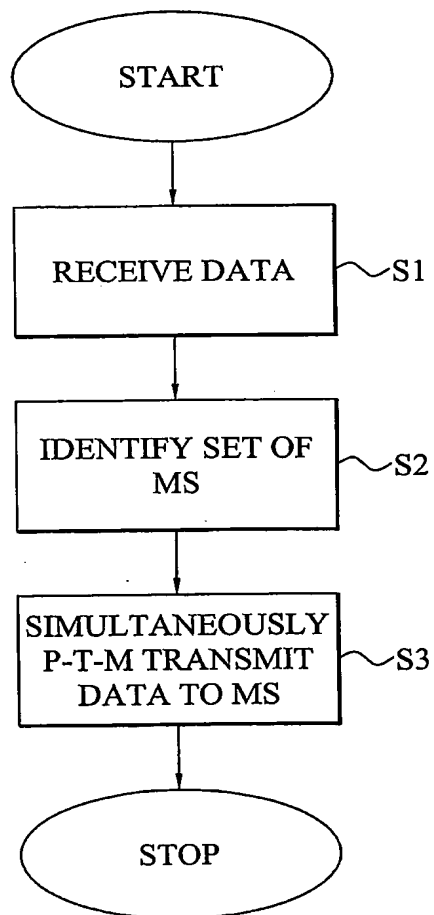 START
RECEIVE DATA
S1
IDENTIFY SET OF
MS
S2
SIMULTANEOUSLY
P-T-M TRANSMIT
DATA TO MS
S3
STOP